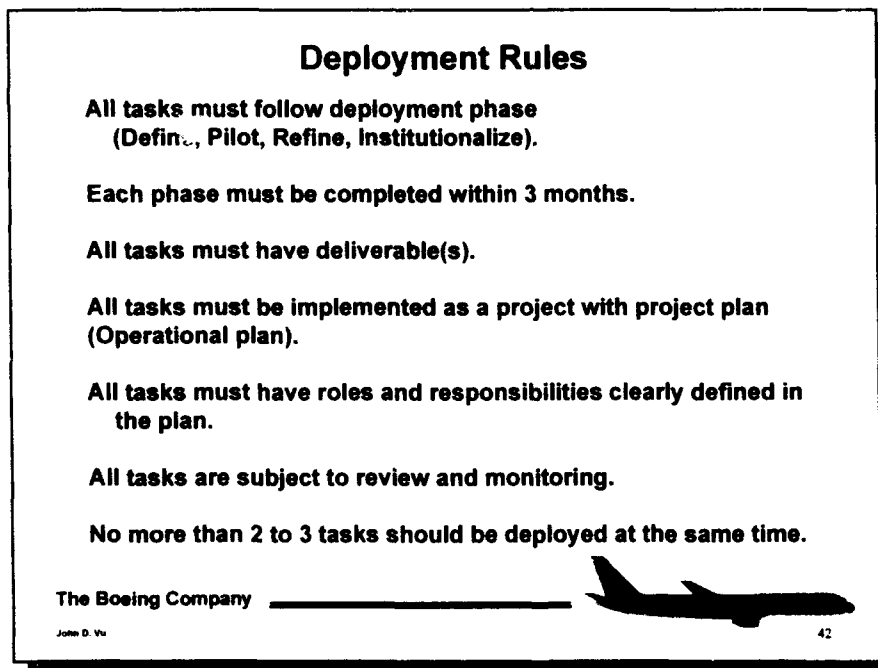 Deployment Rules
All tasks must follow deployment phase
(Define, Pilot, Refine, Institutionalize).
Each phase must be completed within 3 months.
All tasks must have deliverable(s).
All tasks must be implemented as a project with project plan
(Operational plan).
All tasks must have roles and responsibilities clearly defined in
the plan.
All tasks are subject to review and monitoring.
No more than 2 to 3 tasks should be deployed at the same time.
The Boeing Company
John D. Vu
42